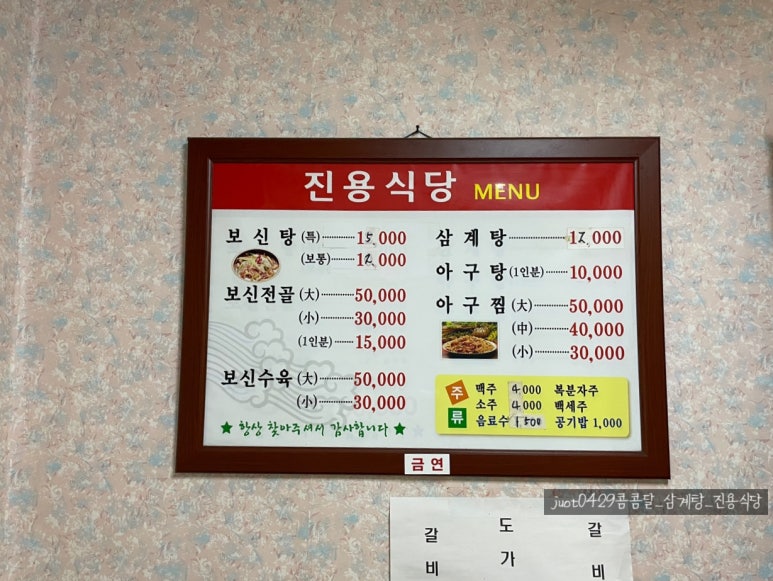 진용식당 MENU
보신탕 (특) 15,000
(보통) 12,000
보신전골 (大) 50,000
(小) 30,000
(1인분) 15,000
보신수육 (大) 50,000
(小) 30,000
★ 항상 찾아주셔서 감사합니다 ★
삼계탕 12,000
아구탕 (1인분) 10,000
아구찜 (大) 50,000
(中) 40,000
(小) 30,000
주류
맥주 4,000 복분자주
소주 4,000 백세주
음료수 1,500 공기밥 1,000
금연
juot0429콤콤달_삼계탕_진용식당
갈 도 갈
비 가 비